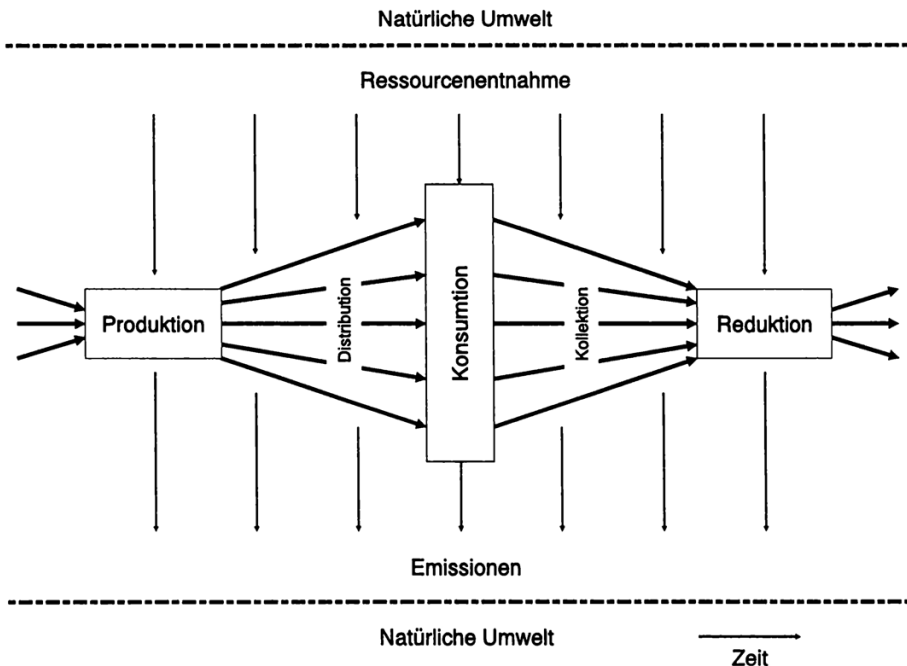 Natürliche Umwelt
Ressourcenentnahme
Produktion
Distribution
Konsumtion
Kollektion
Reduktion
Emissionen
Natürliche Umwelt
Zeit